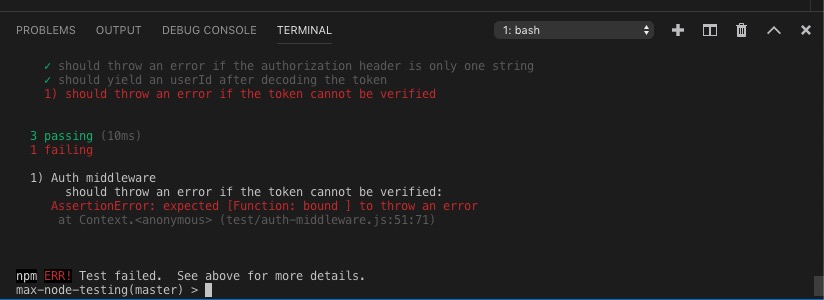 PROBLEMS OUTPUT DEBUG CONSOLE TERMINAL 1: bash
✓ should throw an error if the authorization header is only one string
✓ should yield an userId after decoding the token
1) should throw an error if the token cannot be verified
3 passing (10ms)
1 failing
1) Auth middleware
should throw an error if the token cannot be verified:
AssertionError: expected [Function: bound ] to throw an error
at Context.<anonymous> (test/auth-middleware.js:51:71)
npm ERR! Test failed.  See above for more details.
max-node-testing(master) >